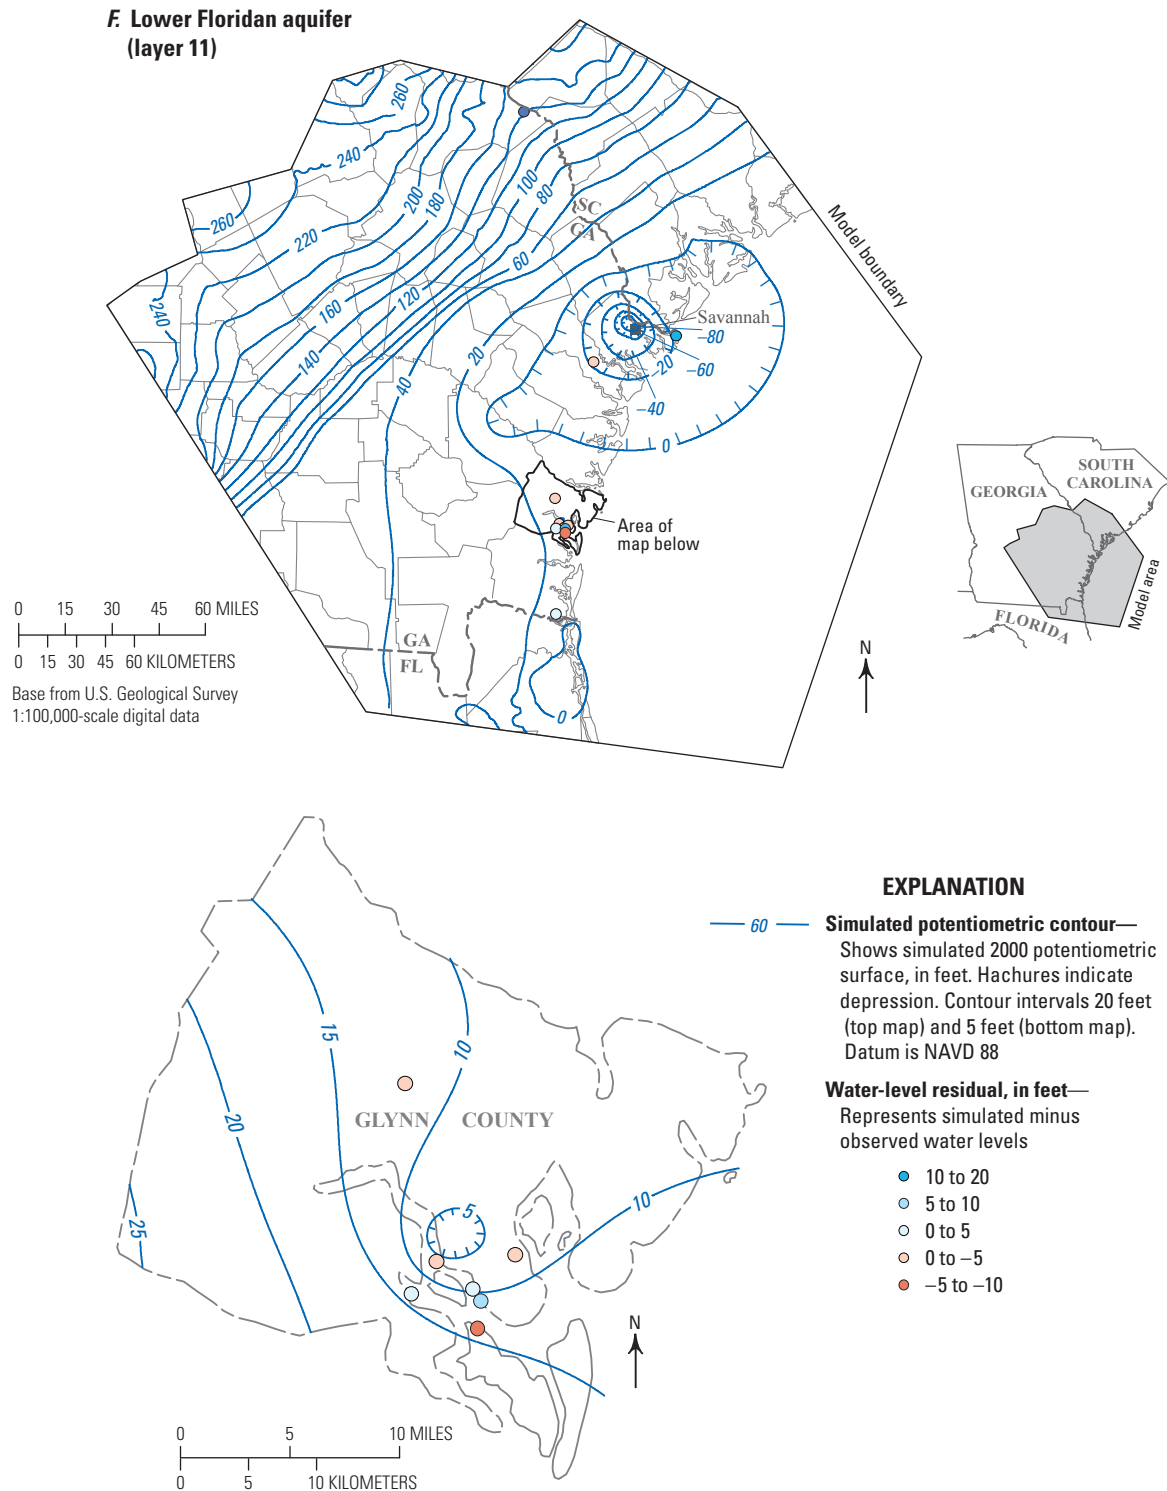 F. Lower Floridan aquifer
(layer 11)
260
240
260
220
200
180
100
80
SC
GA
60
240
160
120
140
20
40
Model boundary
Savannah
–80
–20
–60
–40
0
Area of
map below
GA
FL
0
0 15 30 45 60 MILES
0 15 30 45 60 KILOMETERS
Base from U.S. Geological Survey
1:100,000-scale digital data
N
SOUTH
CAROLINA
GEORGIA
FLORIDA
Model area
15
10
GLYNN COUNTY
20
25
5
10
N
0 5 10 MILES
0 5 10 KILOMETERS
EXPLANATION
60
Simulated potentiometric contour—
Shows simulated 2000 potentiometric
surface, in feet. Hachures indicate
depression. Contour intervals 20 feet
(top map) and 5 feet (bottom map).
Datum is NAVD 88
Water-level residual, in feet—
Represents simulated minus
observed water levels
10 to 20
5 to 10
0 to 5
0 to –5
–5 to –10